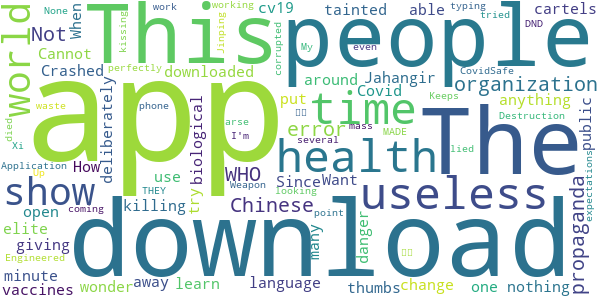 This people
app
The
download
world
time
health
useless
show
organization
propaganda
WHO
error
Chinese
biological
deliberately
vaccines
killing
language
nothing
thumbs
change
one
many
danger
public
anything
Jahangir
Covid
around
downloaded
Crashed
Cannot
Not
When
tainted
cv19
able
cartels
put
Since
Want
use
try
How
open
elite
giving
minute
wonder
away
learn
None
work
kissing
working
Jinping
corrupted
My
tried
even
typing
DND
CovidSafe
perfectly
waste
phone
died
Xi
arse
I'm
mass
several
MADE
Keeps
lied
Destruction
expectations
Application
Up
THEY
Weapon
looking
Engineered
coming
point